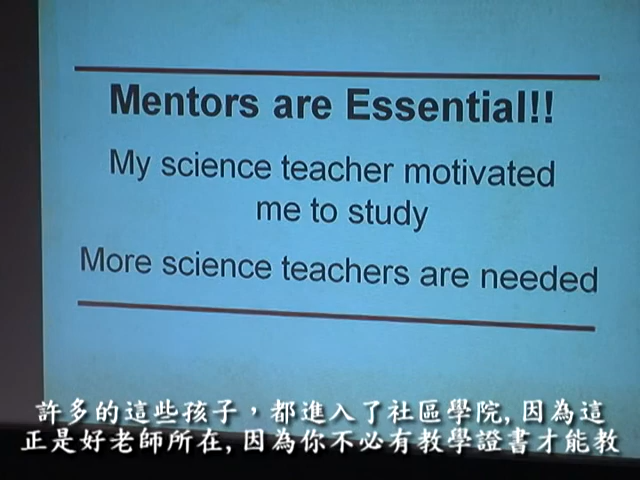 Mentors are Essential!!
My science teacher motivated
me to study
More science teachers are needed
許多的這些孩子，都進入了社區學院, 因為這
正是好老師所在, 因為你不必有教學證書才能教